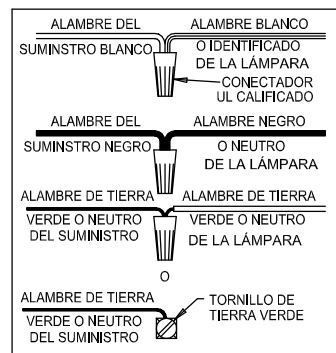 ALAMBRE DEL ALAMBRE BLANCO
SUMINSTRO BLANCO O IDENTIFICADO
DE LA LÁMPARA
CONECTADOR
UL CALIFICADO
ALAMBRE DEL ALAMBRE NEGRO
SUMINSTRO NEGRO O NEUTRO
DE LA LÁMPARA
ALAMBRE DE TIERRA ALAMBRE DE TIERRA
VERDE O NEUTRO VERDE O NEUTRO
DEL SUMINISTRO DE LA LÁMPARA
O
ALAMBRE DE TIERRA TORNILLO DE
VERDE O NEUTRO TIERRA VERDE
DEL SUMINISTRO